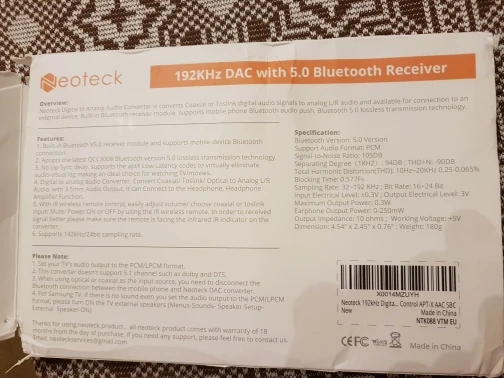 Neoteck
192KHz DAC with 5.0 Bluetooth Receiver
Overview:
Neoteck Digital to Analog Audio Converter is converts Coaxial or Toslink digital audio signals to analog L/R audio and available for connection to an
external device. Built-in Bluetooth receiver module. Supports mobile phone Bluetooth audio push, Bluetooth 5.0 lossless transmission technology.
Features:
1. Built-in Bluetooth V5.0 receiver module and supports mobile device Bluetooth
connection.
2. Adopts the latest QCC3008 Bluetooth version 5.0 lossless transmission technology.
3. No Lip-Sync delay. Supports the aptX Low Latency codecs to virtually eliminate
audio-visual lag, making an ideal choice for watching TV/movies.
4. Digital to analog audio Converter. Convert Coaxial/ Toslink/ Optical to Analog L/R
Audio, with 3.5mm Audio Output, it Can Connect to the Headphone, Headphone
Amplifier Function.
5. With IR wireless remote control, easily adjust volume/ choose coaxial or toslink
input/ Mute/ Power ON or OFF by using the IR wireless remote. In order to received
signal better please make sure the remote is facing the infrared IR indicator on the
converter.
6. Supports 192KHz/24bit sampling rate.
Please to note:
1. Set your TV's audio output to the PCM/LPCM format.
2. This converter doesn't support 5.1 channel such as dolby and DTS.
3. When using optical or coaxial as the input source, you need to disconnect the
Bluetooth connection between the mobile phone and Neoteck DAC converter.
4. For Samsung TV, if there is no sound even you set the audio output to the PCM/LPCM
format, please turn ON the TV external speakers (Menus-Sounds- Speaker Setup-
External Speaker-ON)
Thanks for using neoteck product. all neoteck product comes with warranty of 18
months from the day of purchase. If you need any support, please feel free to contact us.
Email: neoteckservices@gmail.com
Specification:
Bluetooth Version: 5.0 Version
Support Audio Format: PCM
Signal-to-Noise Ratio: 105DB
Seprating Degree (1KHz) : -94DB ; THD+N: -90DB
Total Harmonic Distortion(THD): 10Hz~20KHz 0.25-0.065%
Blocking Time: 0.577Fs
Sampling Rate: 32-192 KHz ; Bit Rate: 16-24 Bit
Input Electrical Level: ±0.3V ; Output Electrical Level: 3V
Maximum Output Power: 0.3W
Earphone Output Power: 0-250mW
Output Impedance: 10 ohms ; Working Voltage: +5V
Dimension: 4.54" x 2.45" x 0.76" ; Weight: 180g
X0014MZUYH
Neoteck 192kHz Digita... Control APT-X AAC SBC
New Made in China
NTK088 VTM EU
CE FC
Made in China